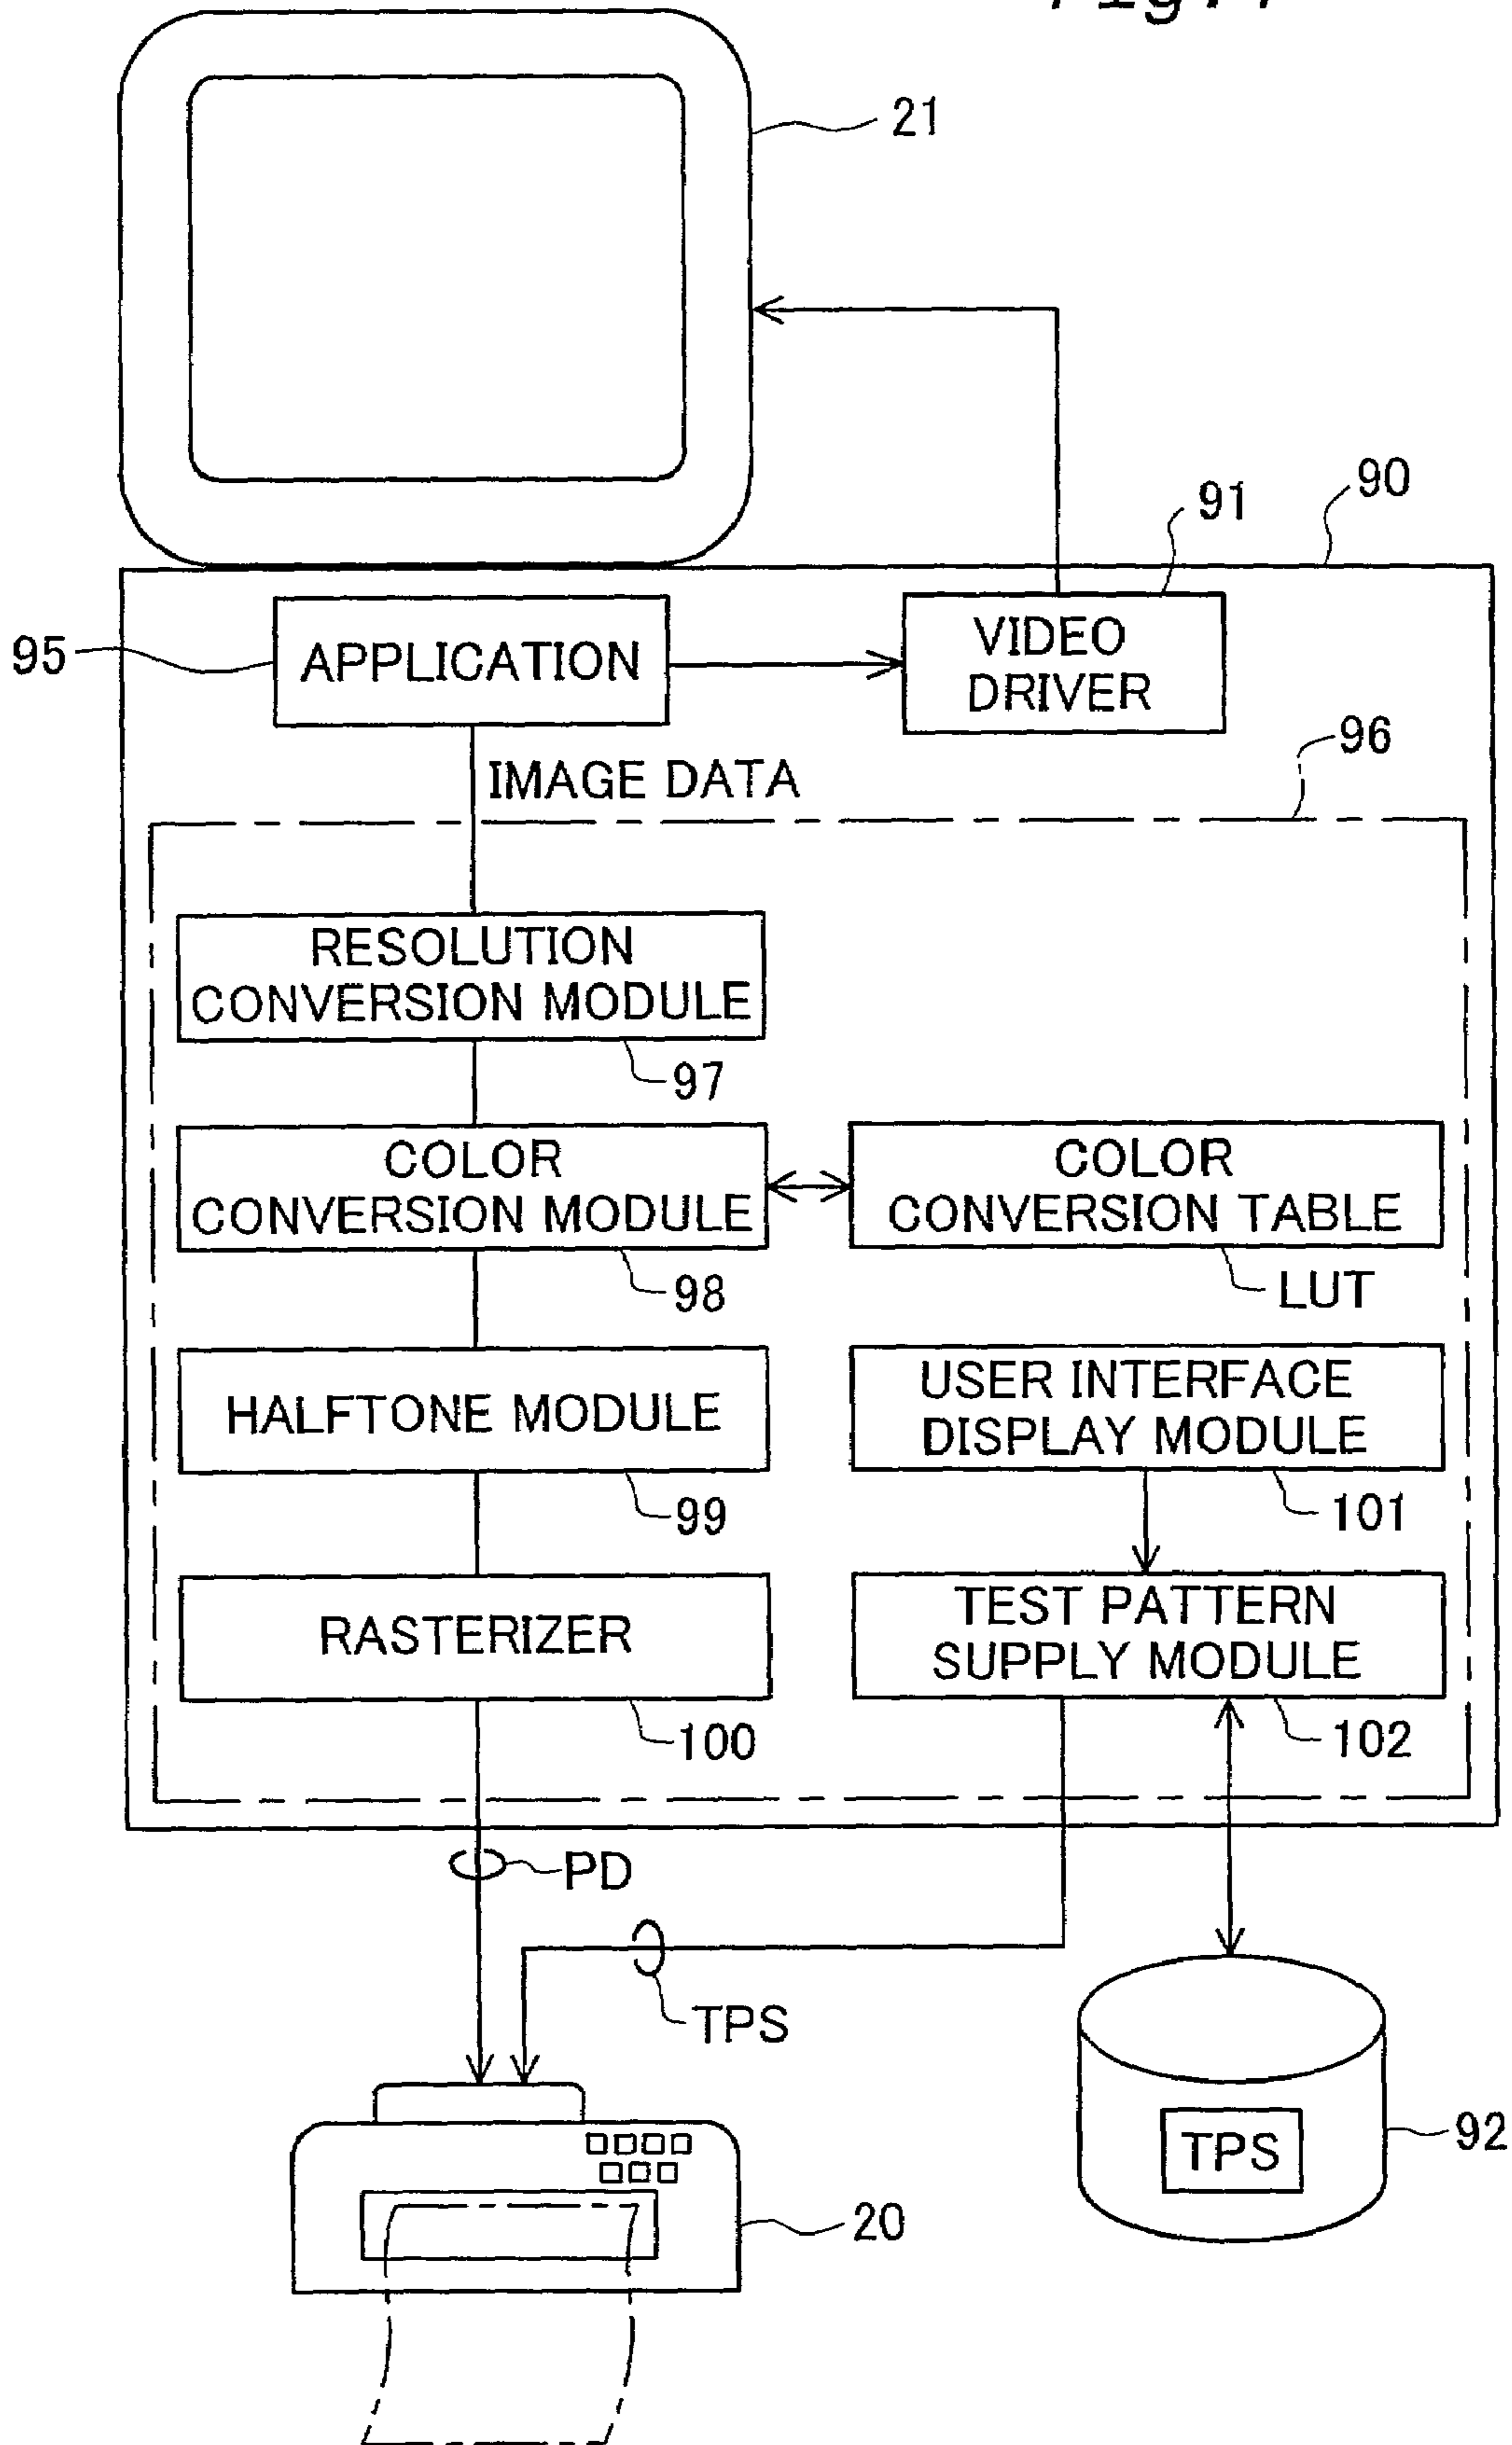 21
90
91
95
APPLICATION
VIDEO
DRIVER
96
IMAGE DATA
RESOLUTION
CONVERSION MODULE
97
COLOR
CONVERSION MODULE
98
COLOR
CONVERSION TABLE
LUT
HALFTONE MODULE
99
USER INTERFACE
DISPLAY MODULE
101
RASTERIZER
100
TEST PATTERN
SUPPLY MODULE
102
PD
TPS
TPS
92
20